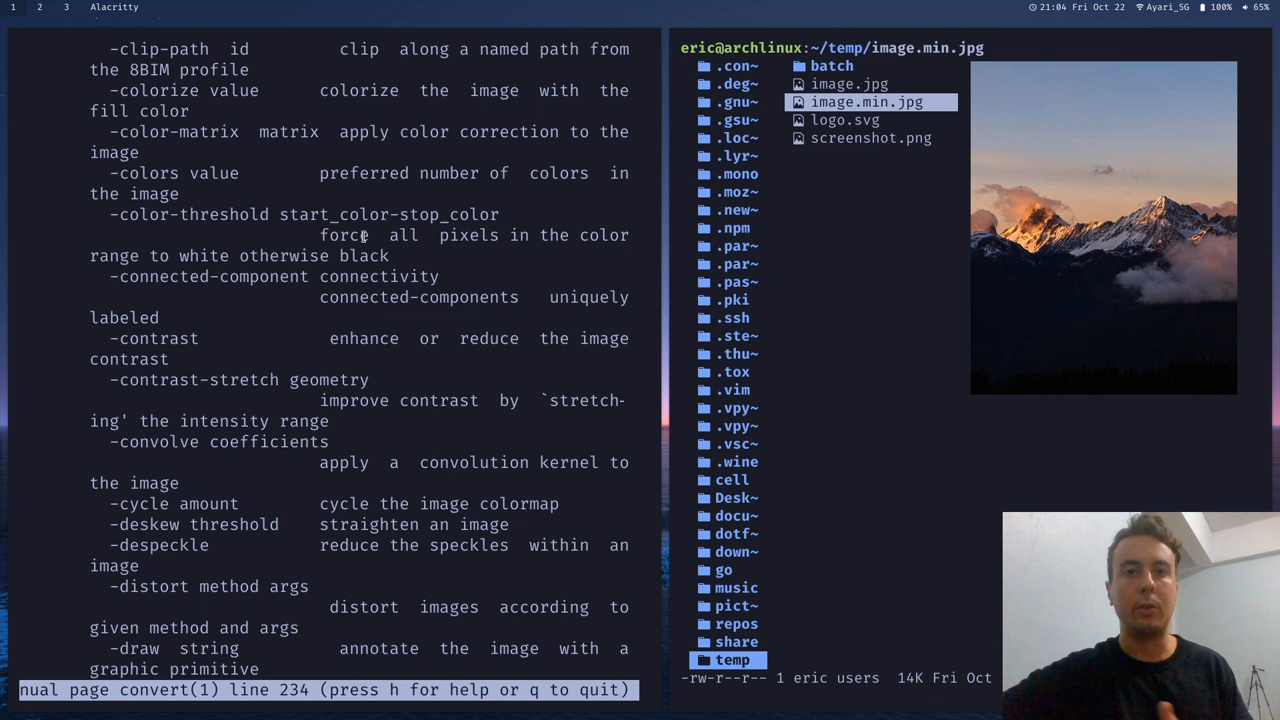 1 2 3 Alacritty
21:04 Fri Oct 22 Ayari_5G 100% 65%
-clip-path id clip along a named path from
the 8BIM profile
-colorize value colorize the image with the
fill color
-color-matrix matrix apply color correction to the
image
-colors value preferred number of colors in
the image
-color-threshold start_color-stop_color
force all pixels in the color
range to white otherwise black
-connected-component connectivity
connected-components uniquely
labeled
-contrast enhance or reduce the image
contrast
-contrast-stretch geometry
improve contrast by `stretch-
ing' the intensity range
-convolve coefficients
apply a convolution kernel to
the image
-cycle amount cycle the image colormap
-deskew threshold straighten an image
-despeckle reduce the speckles within an
image
-distort method args
distort images according to
given method and args
-draw string annotate the image with a
graphic primitive
nual page convert(1) line 234 (press h for help or q to quit)
eric@archlinux:~/temp/image.min.jpg
.con~
.deg~
.gnu~
.gsu~
.loc~
.lyr~
.mono
.moz~
.new~
.npm
.par~
.par~
.pas~
.pki
.ssh
.ste~
.thu~
.tox
.vim
.vpy~
.vpy~
.vsc~
.wine
cell
Desk~
docu~
dotf~
down~
go
music
pict~
repos
share
temp
batch
image.jpg
image.min.jpg
logo.svg
screenshot.png
-rw-r--r-- 1 eric users 14K Fri Oct